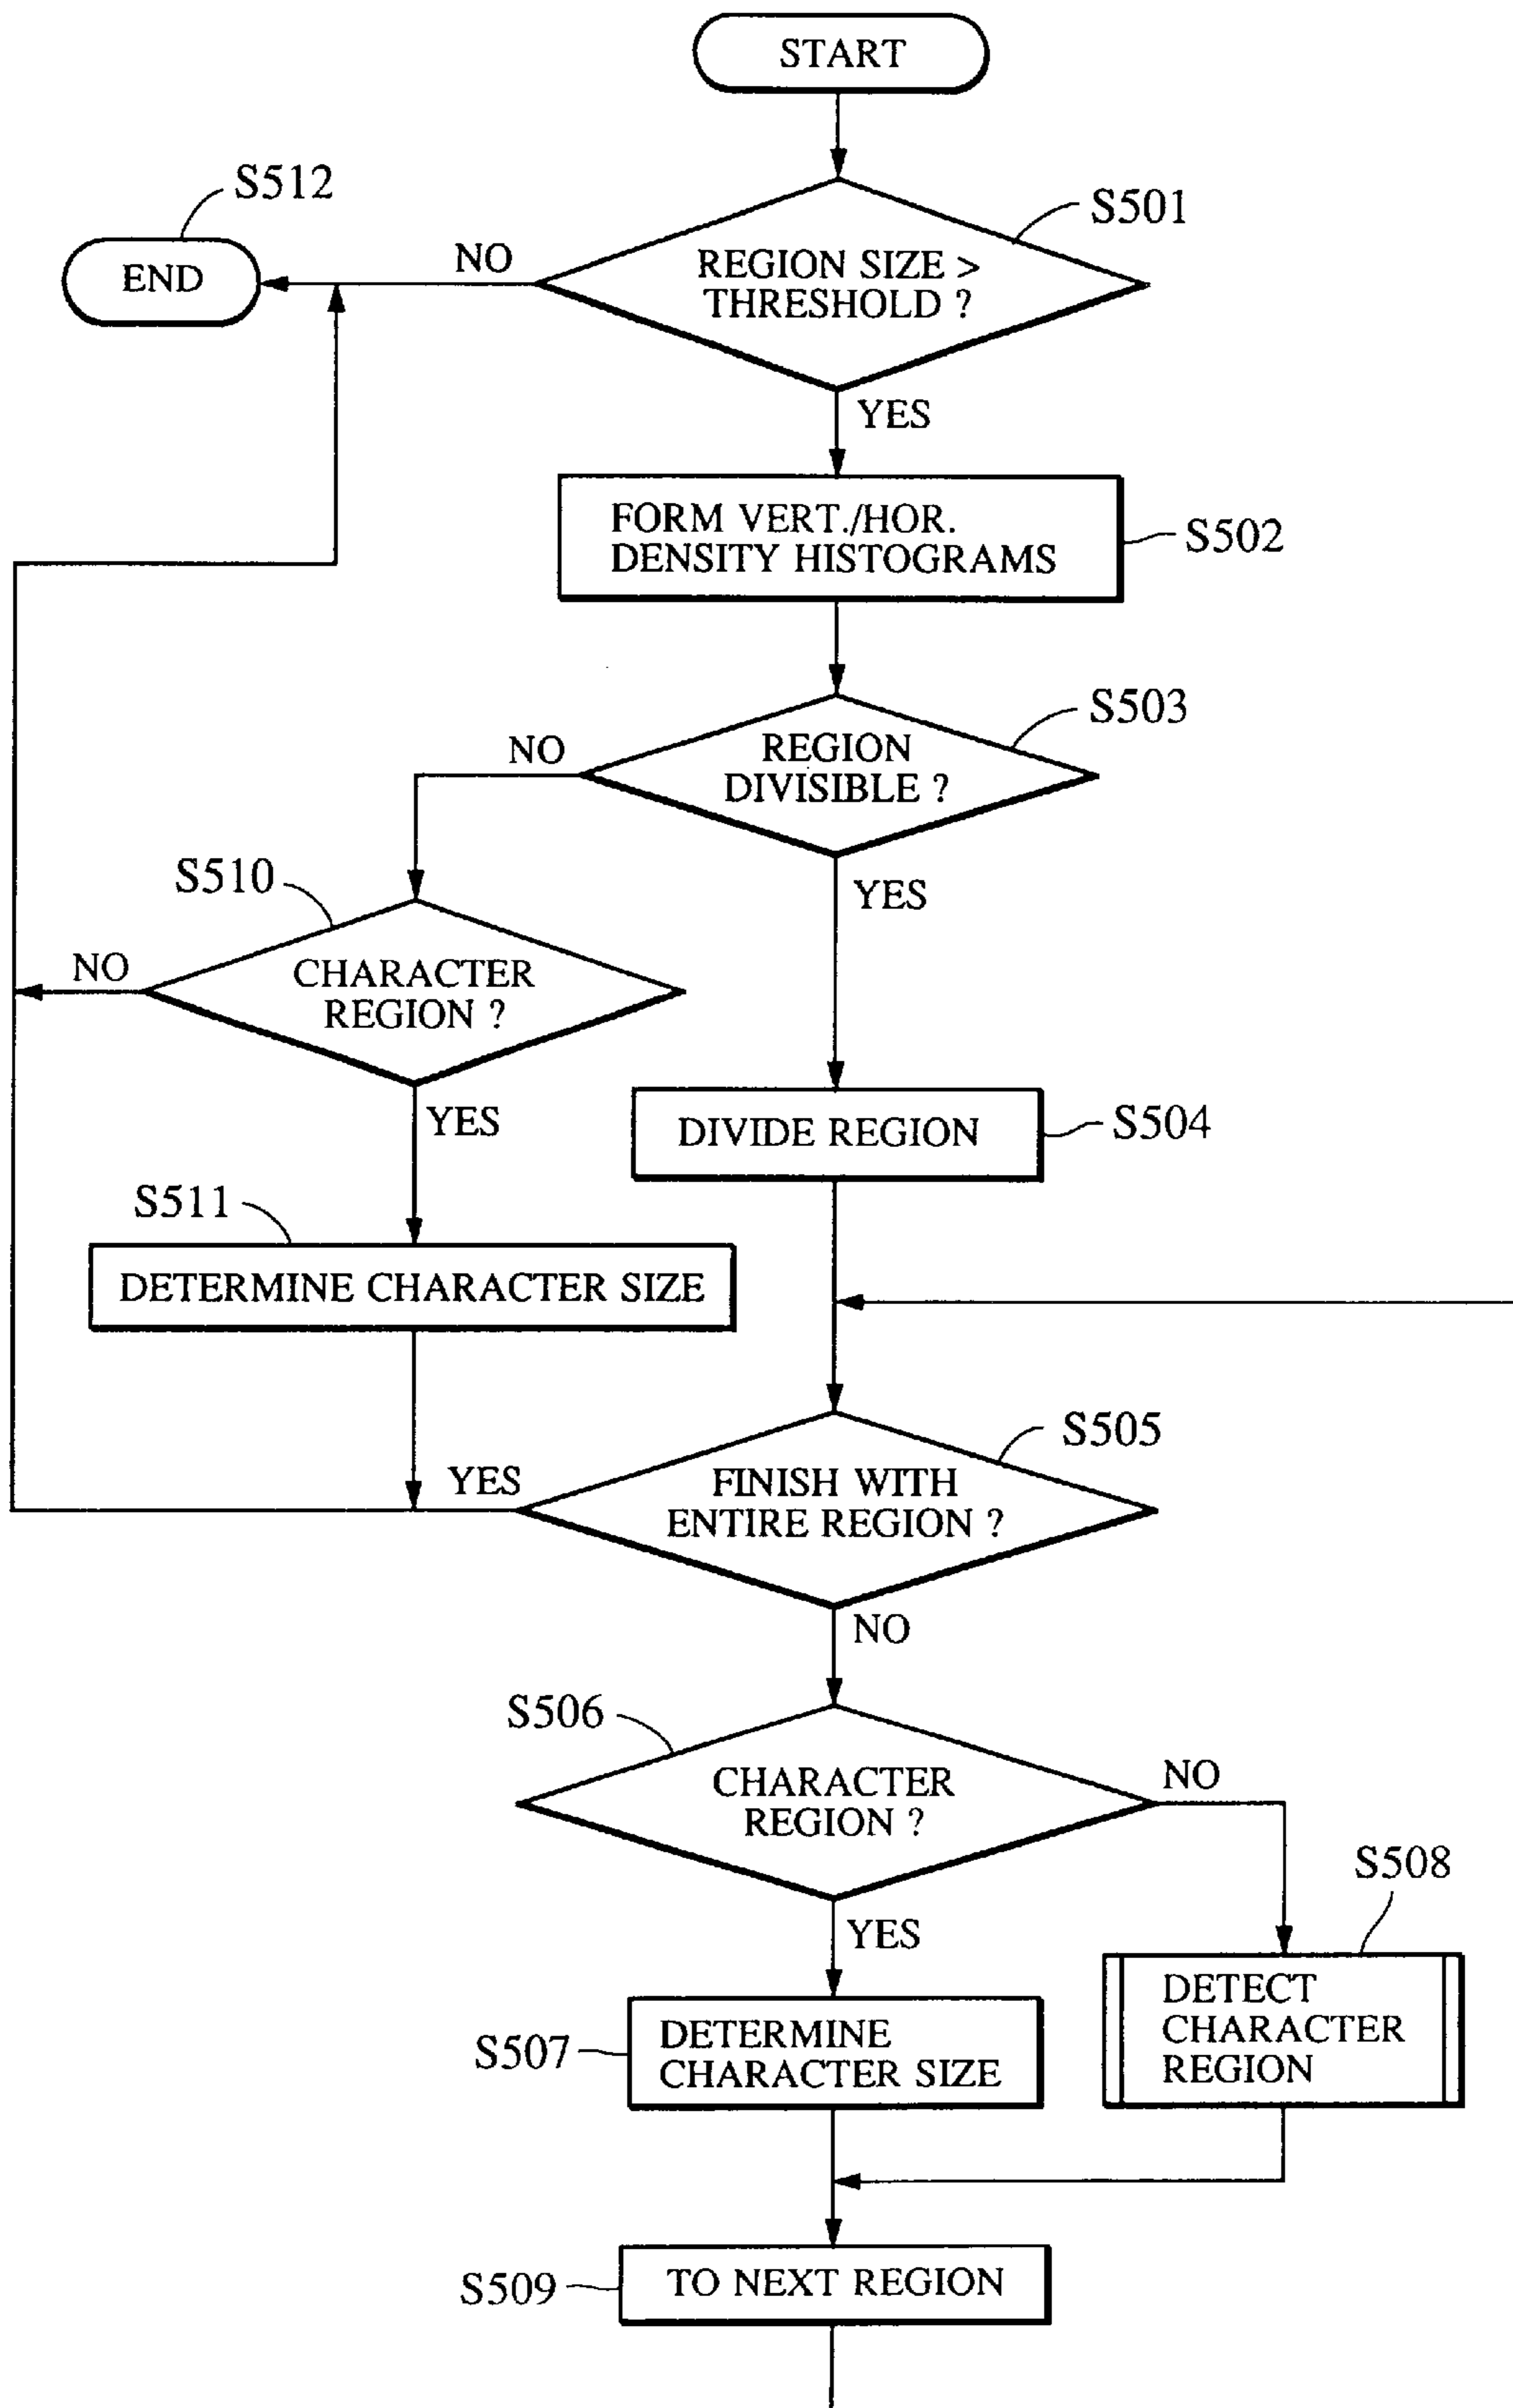 START
S512
S501
END
NO
REGION SIZE >
THRESHOLD ?
YES
FORM VERT./HOR.
DENSITY HISTOGRAMS
S502
S503
NO
REGION
DIVISIBLE ?
S510
YES
NO
CHARACTER
REGION ?
YES
DIVIDE REGION
S504
S511
DETERMINE CHARACTER SIZE
S505
YES
FINISH WITH
ENTIRE REGION ?
NO
S506
CHARACTER
REGION ?
NO
S508
YES
DETECT
CHARACTER
REGION
S507
DETERMINE
CHARACTER SIZE
S509
TO NEXT REGION